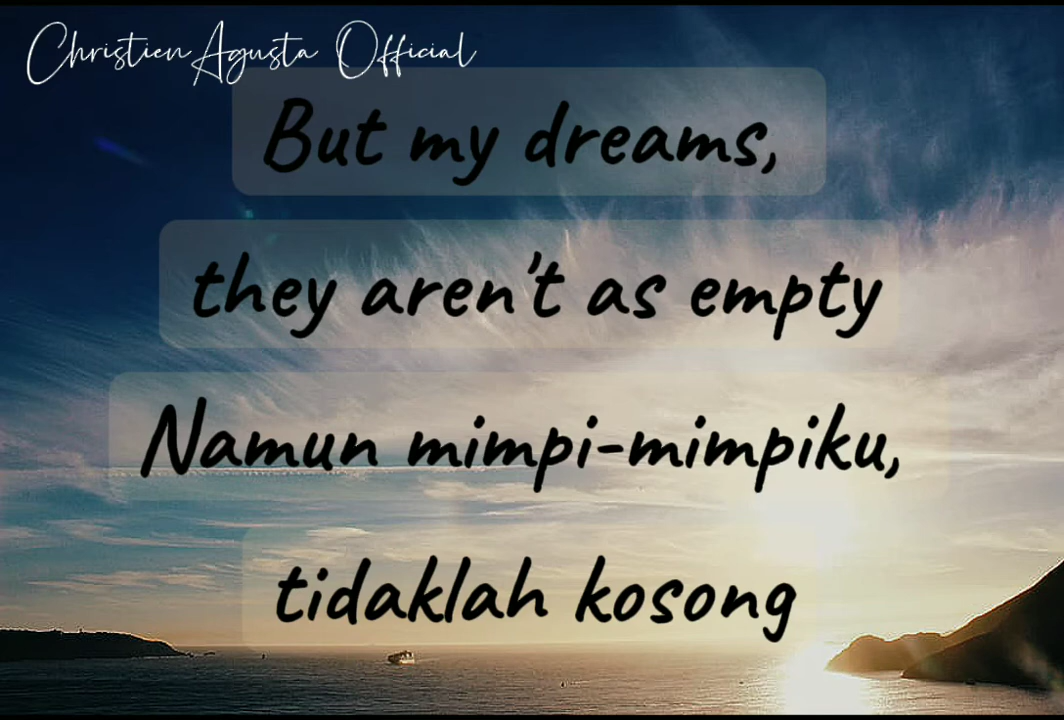 Christien Agusta Official
But my dreams,
they aren't as empty
Namun mimpi-mimpiku,
tidaklah kosong